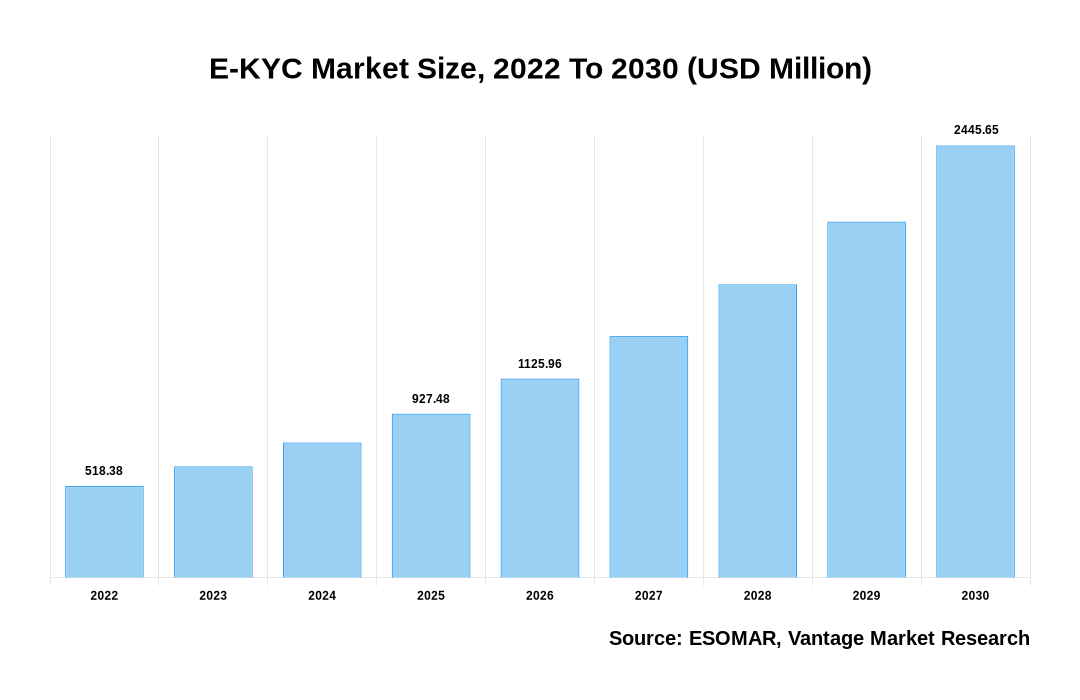 E-KYC Market Size, 2022 To 2030 (USD Million)
2445.65
1125.96
927.48
518.38
2022 2023 2024 2025 2026 2027 2028 2029 2030
Source: ESOMAR, Vantage Market Research